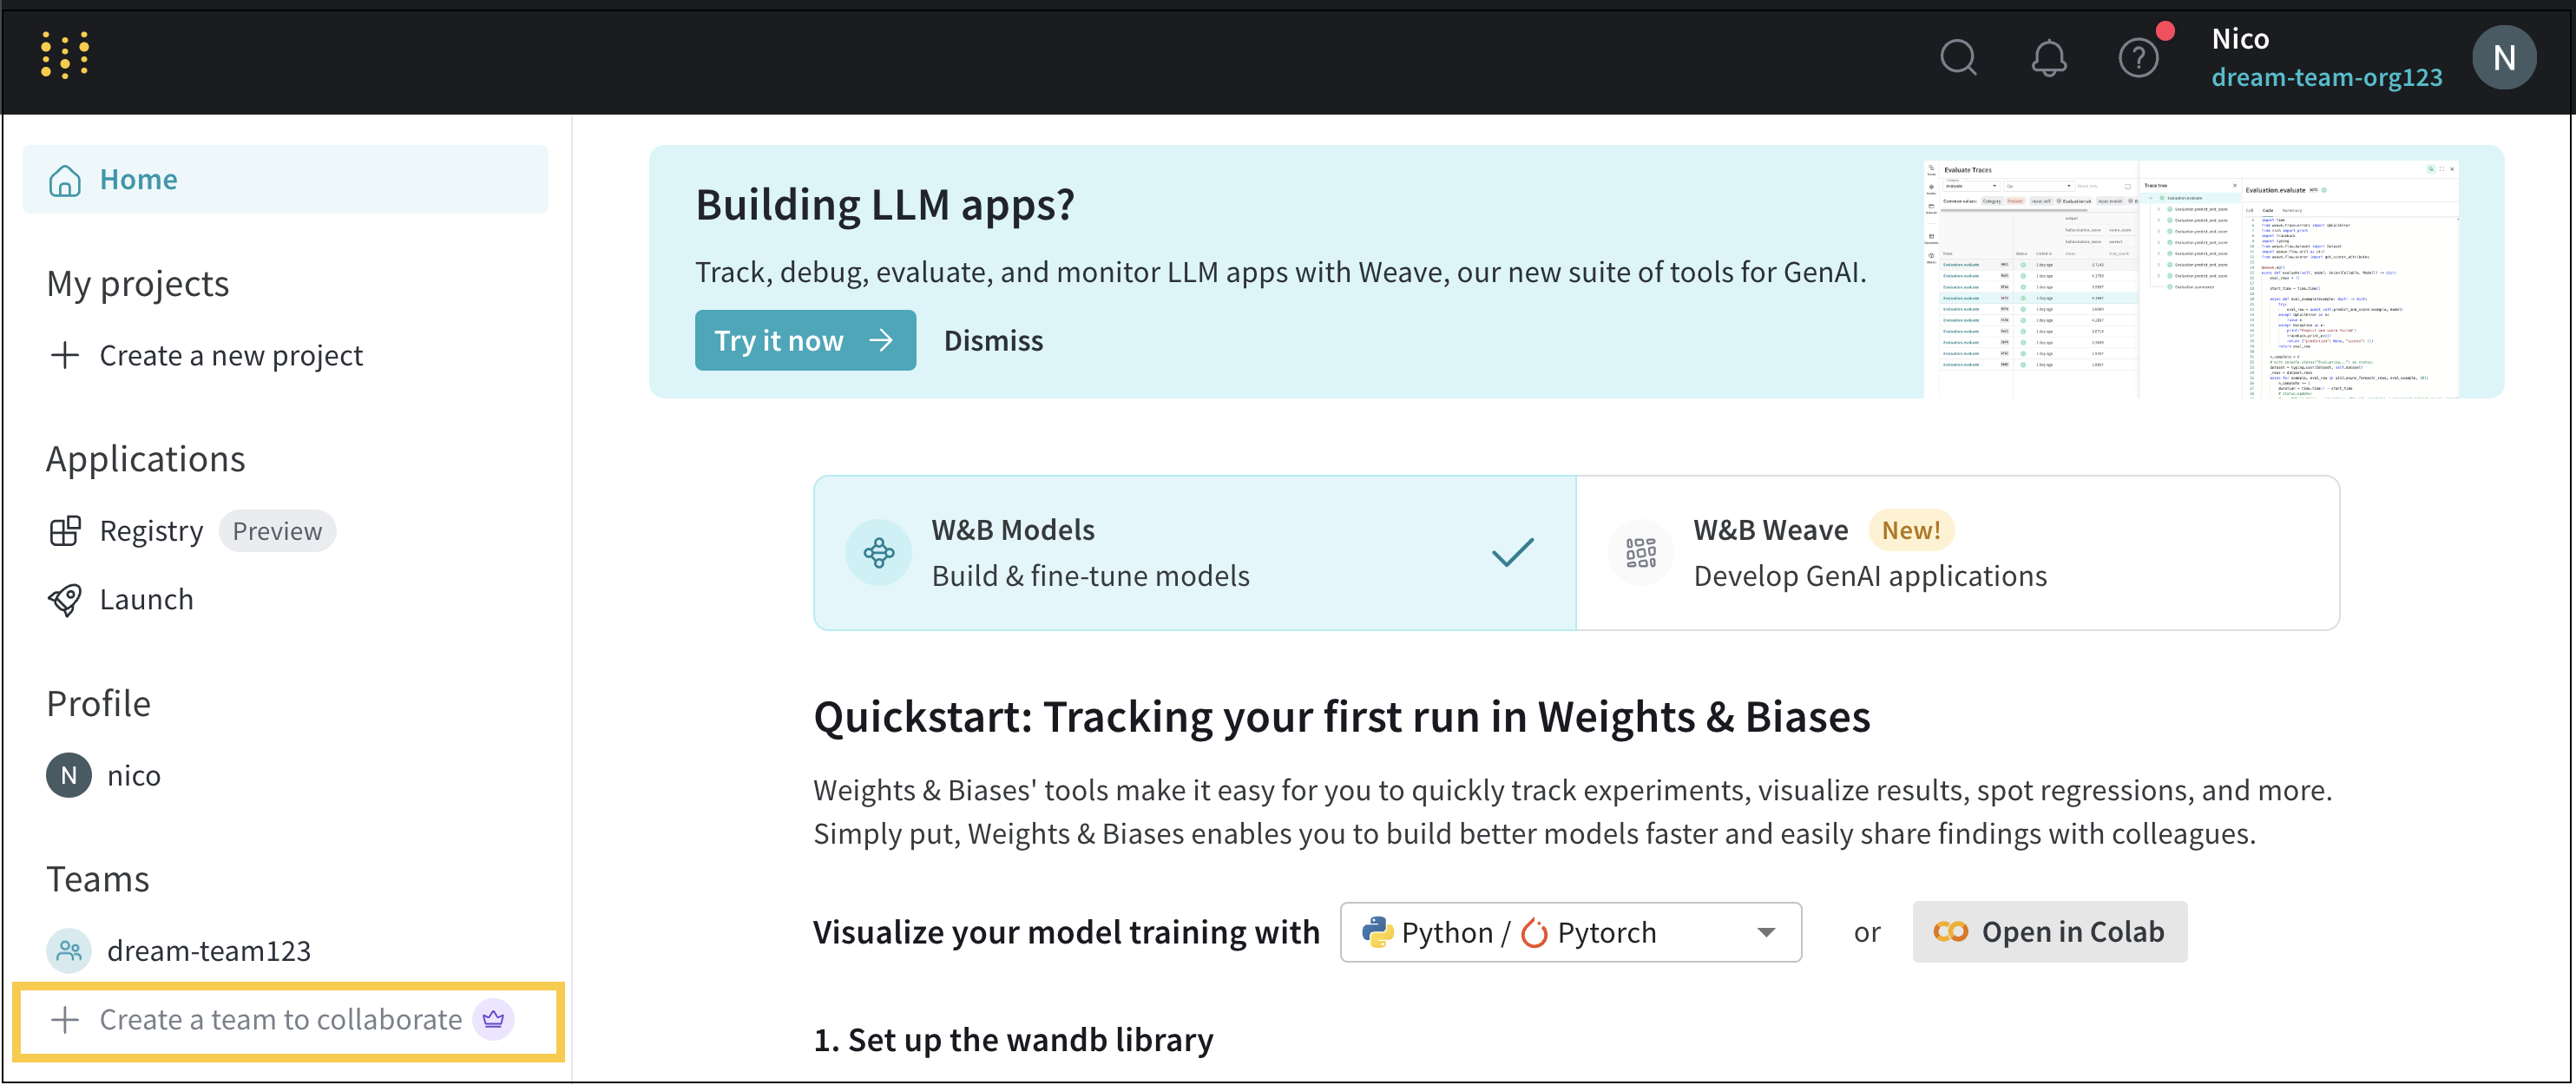 Nico
dream-team-org123
N
Home
My projects
Create a new project
Applications
Registry Preview
Launch
Profile
N nico
Teams
dream-team123
Create a team to collaborate
Building LLM apps?
Track, debug, evaluate, and monitor LLM apps with Weave, our new suite of tools for GenAI.
Try it now Dismiss
Evaluate Traces
Trace tree
Evaluation.evaluate
W&B Models
Build & fine-tune models
W&B Weave New!
Develop GenAI applications
Quickstart: Tracking your first run in Weights & Biases
Weights & Biases' tools make it easy for you to quickly track experiments, visualize results, spot regressions, and more.
Simply put, Weights & Biases enables you to build better models faster and easily share findings with colleagues.
Visualize your model training with Python / Pytorch or Open in Colab
1. Set up the wandb library